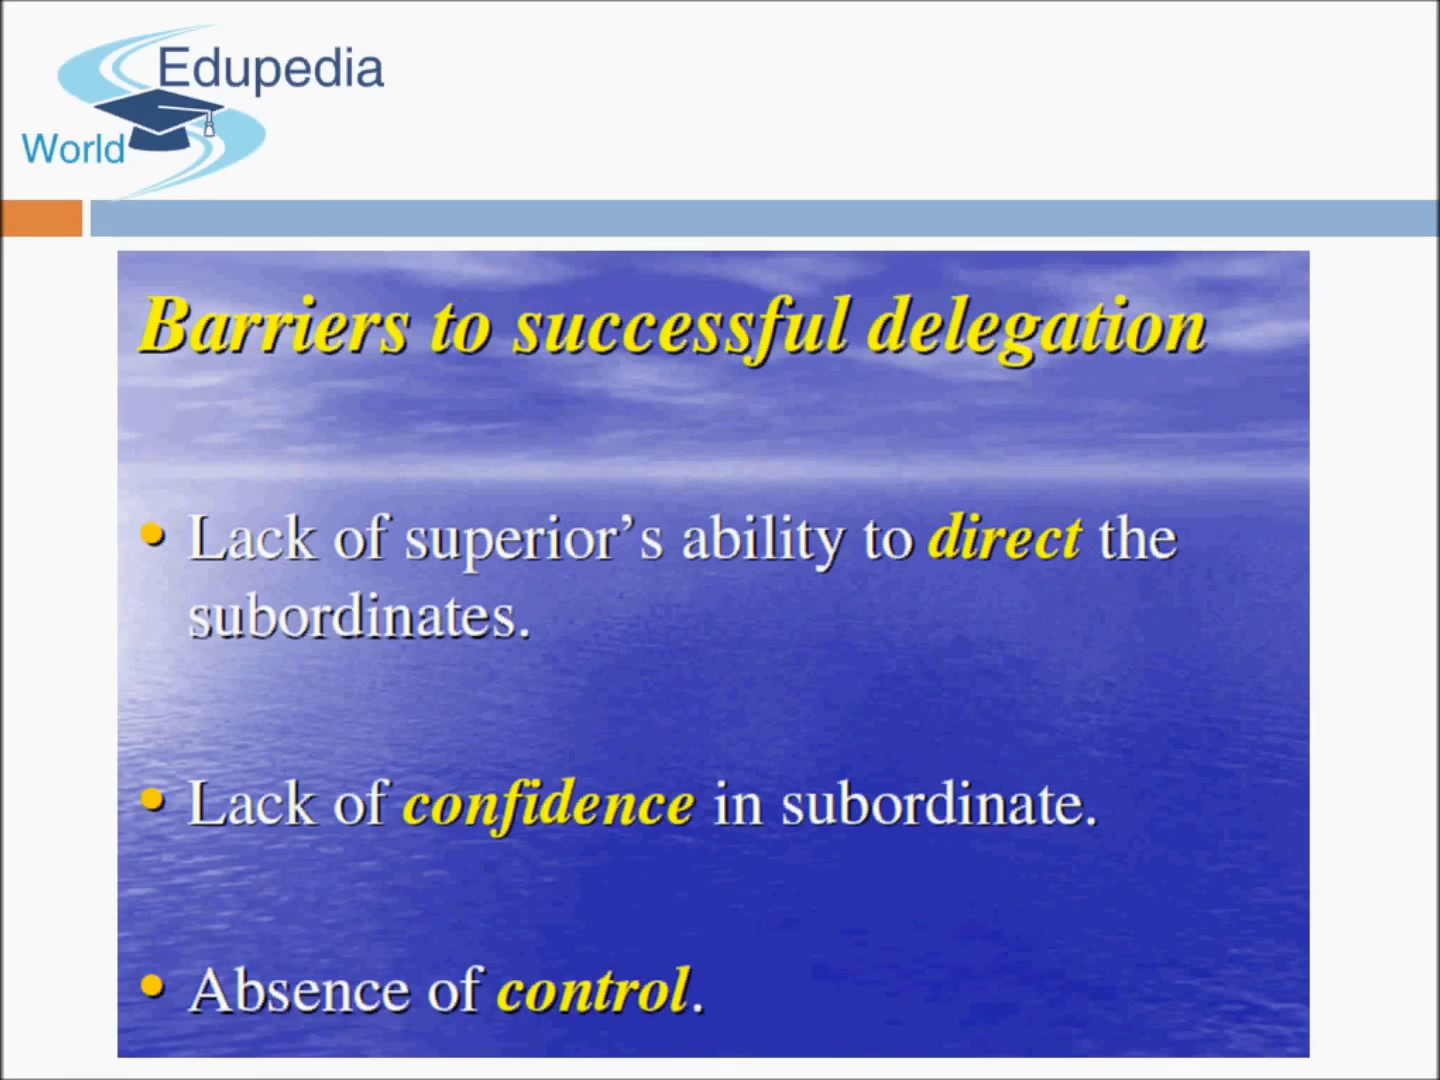 Edupedia
World
Barriers to successful delegation
• Lack of superior’s ability to direct the
subordinates.
• Lack of confidence in subordinate.
• Absence of control.